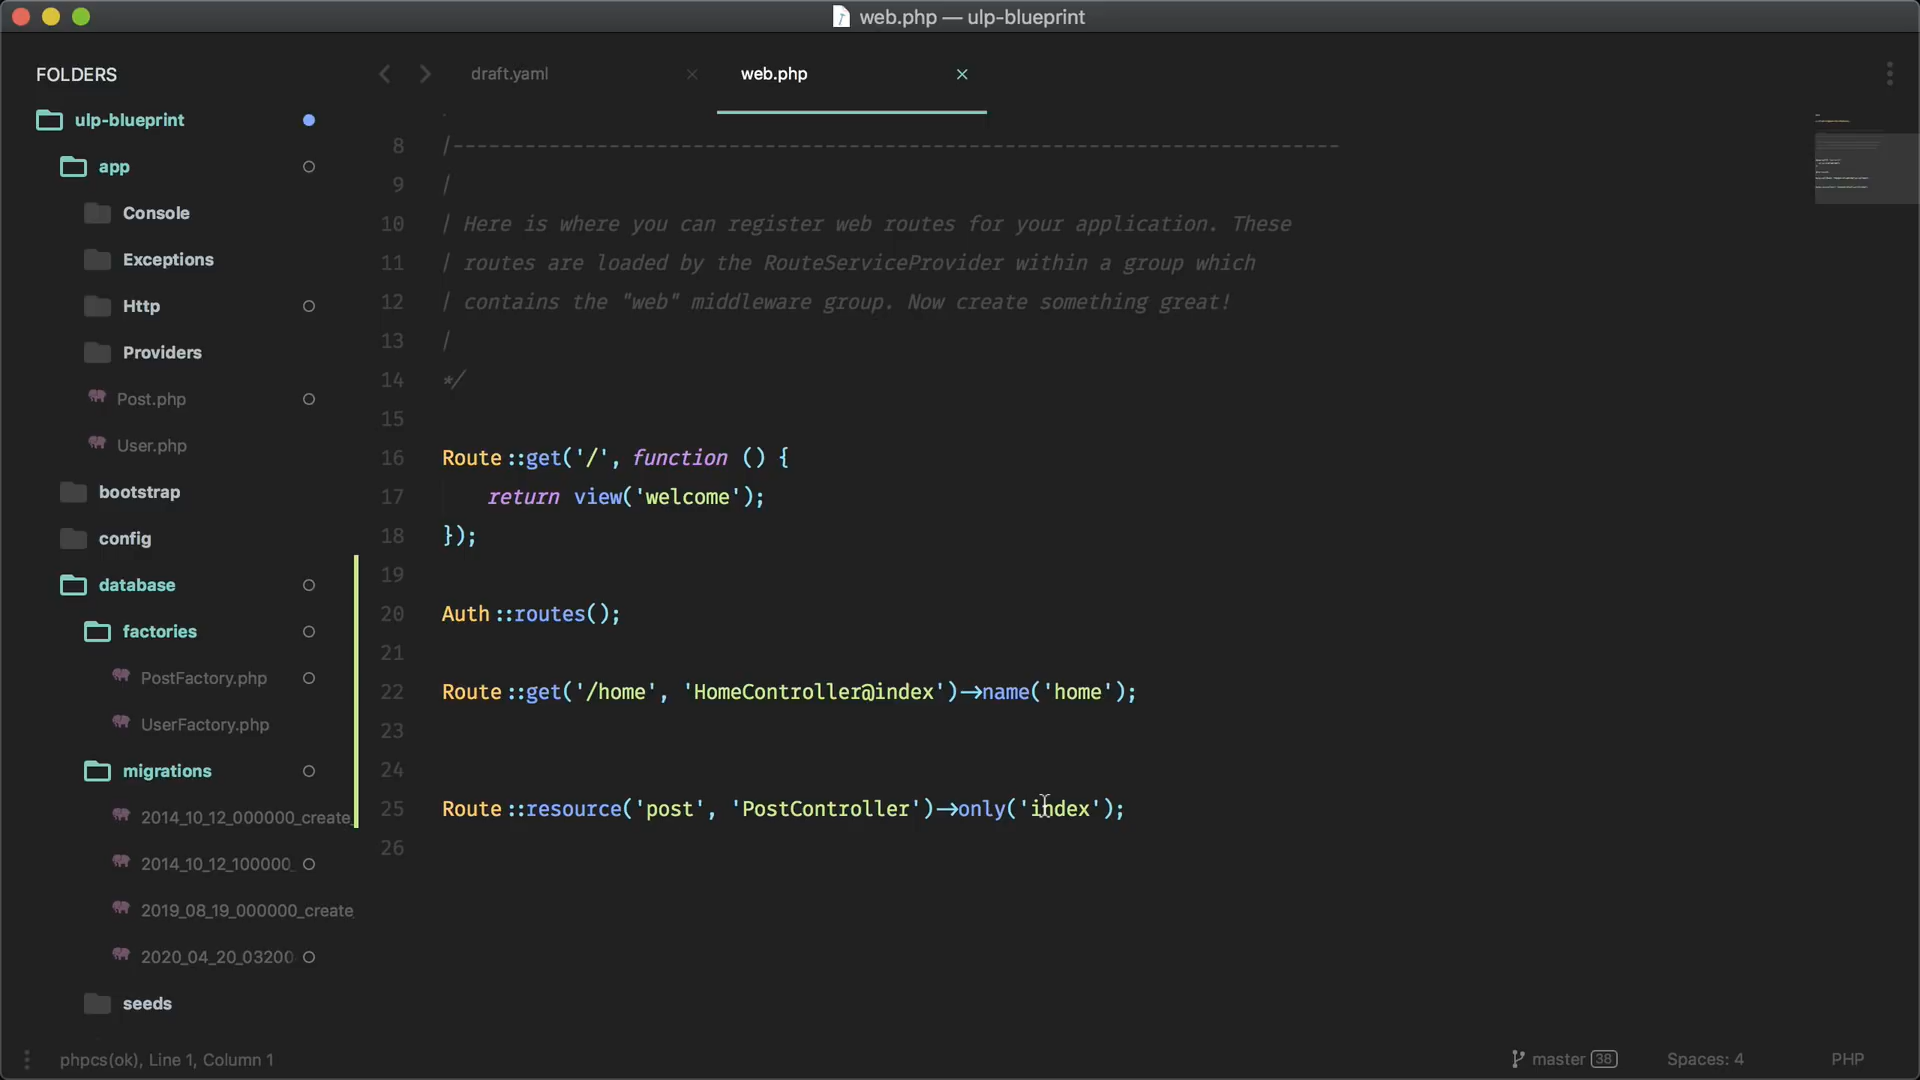 web.php — ulp-blueprint
FOLDERS
ulp-blueprint
app
Console
Exceptions
Http
Providers
Post.php
User.php
bootstrap
config
database
factories
PostFactory.php
UserFactory.php
migrations
2014_10_12_000000_create_
2014_10_12_100000_
2019_08_19_000000_create_
2020_04_20_03200
seeds
draft.yaml
web.php
8 |--------------------------------------------------------------------------
9 |
10 | Here is where you can register web routes for your application. These
11 | routes are loaded by the RouteServiceProvider within a group which
12 | contains the "web" middleware group. Now create something great!
13 |
14 */
15
16 Route::get('/', function () {
17 return view('welcome');
18 });
19
20 Auth::routes();
21
22 Route::get('/home', 'HomeController@index')->name('home');
23
24
25 Route::resource('post', 'PostController')->only('index');
26
phpcs(ok), Line 1, Column 1
master 38
Spaces: 4
PHP